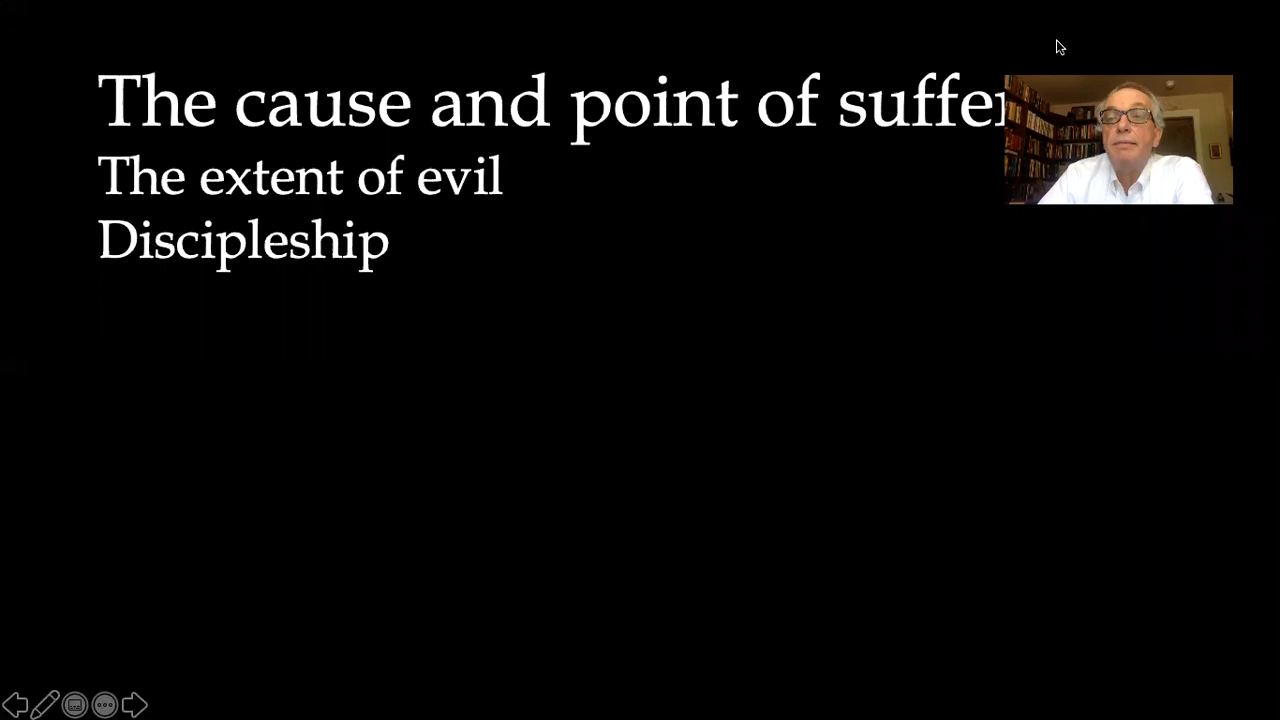 The cause and point of suffer
The extent of evil
Discipleship